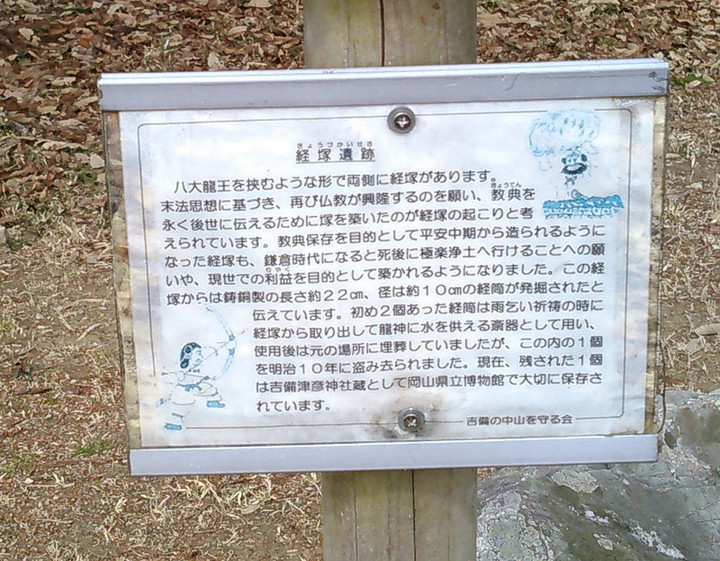 きょうづかいせき
経塚遺跡
八大龍王を挟むような形で両側に経塚があります。
きょうてん
末法思想に基づき、再び仏教が興隆するのを願い、教典を
永く後世に伝えるために塚を築いたのが経塚の起こりと考
えられています。教典保存を目的として平安中期から造られるように
なった経塚も、鎌倉時代になると死後に極楽浄土へ行けることへの願
りやく
いや、現世での利益を目的として築かれるようになりました。この経
塚からは鋳銅製の長さ約22㎝、径は約10㎝の経筒が発掘されたと
伝えています。初め2個あった経筒は雨乞い祈祷の時に
経塚から取り出して龍神に水を供える斎器として用い、
使用後は元の場所に埋葬していましたが、この内の1個
を明治10年に盗み去られました。現在、残された1個
は吉備津彦神社蔵として岡山県立博物館で大切に保存さ
れています。
吉備の中山を守る会